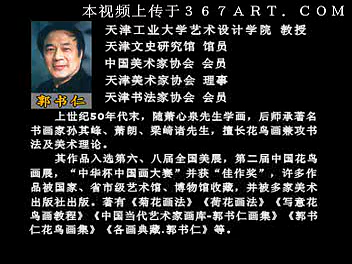 本视频上传于367ART.COM
天津工业大学艺术设计学院 教授
天津文史研究馆 馆员
中国美术家协会 会员
天津美术家协会 理事
天津书法家协会 会员
郭书仁
上世纪50年代末，随萧心泉先生学画，后师承著名
书画家孙其峰、萧朗、梁崎诸先生，擅长花鸟画兼攻书
法及美术理论。
其作品入选第六、八届全国美展，第二届中国花鸟
画展，“中华杯中国画大赛”并获“佳作奖”，许多作
品被国家、省市级艺术馆、博物馆收藏，并被多家美术
出版社出版。著有《菊花画法》《荷花画法》《写意花
鸟画教程》《中国当代艺术家画库-郭书仁画集》《郭书
仁花鸟画集》《各画典藏.郭书仁》等。